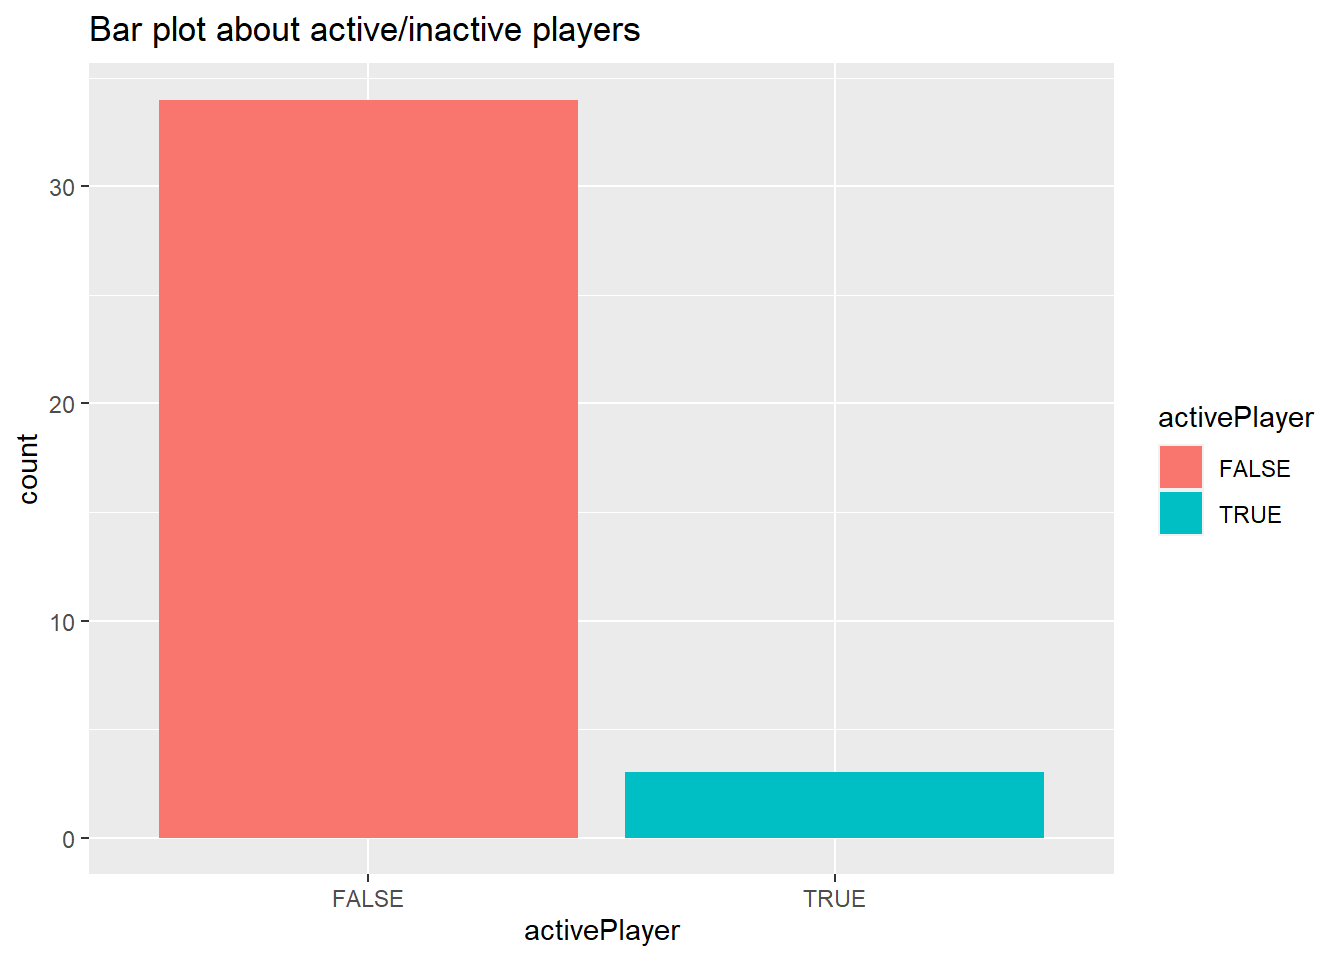 Bar plot about active/inactive players
30
20
10
0
count
FALSE
TRUE
activePlayer
activePlayer
FALSE
TRUE